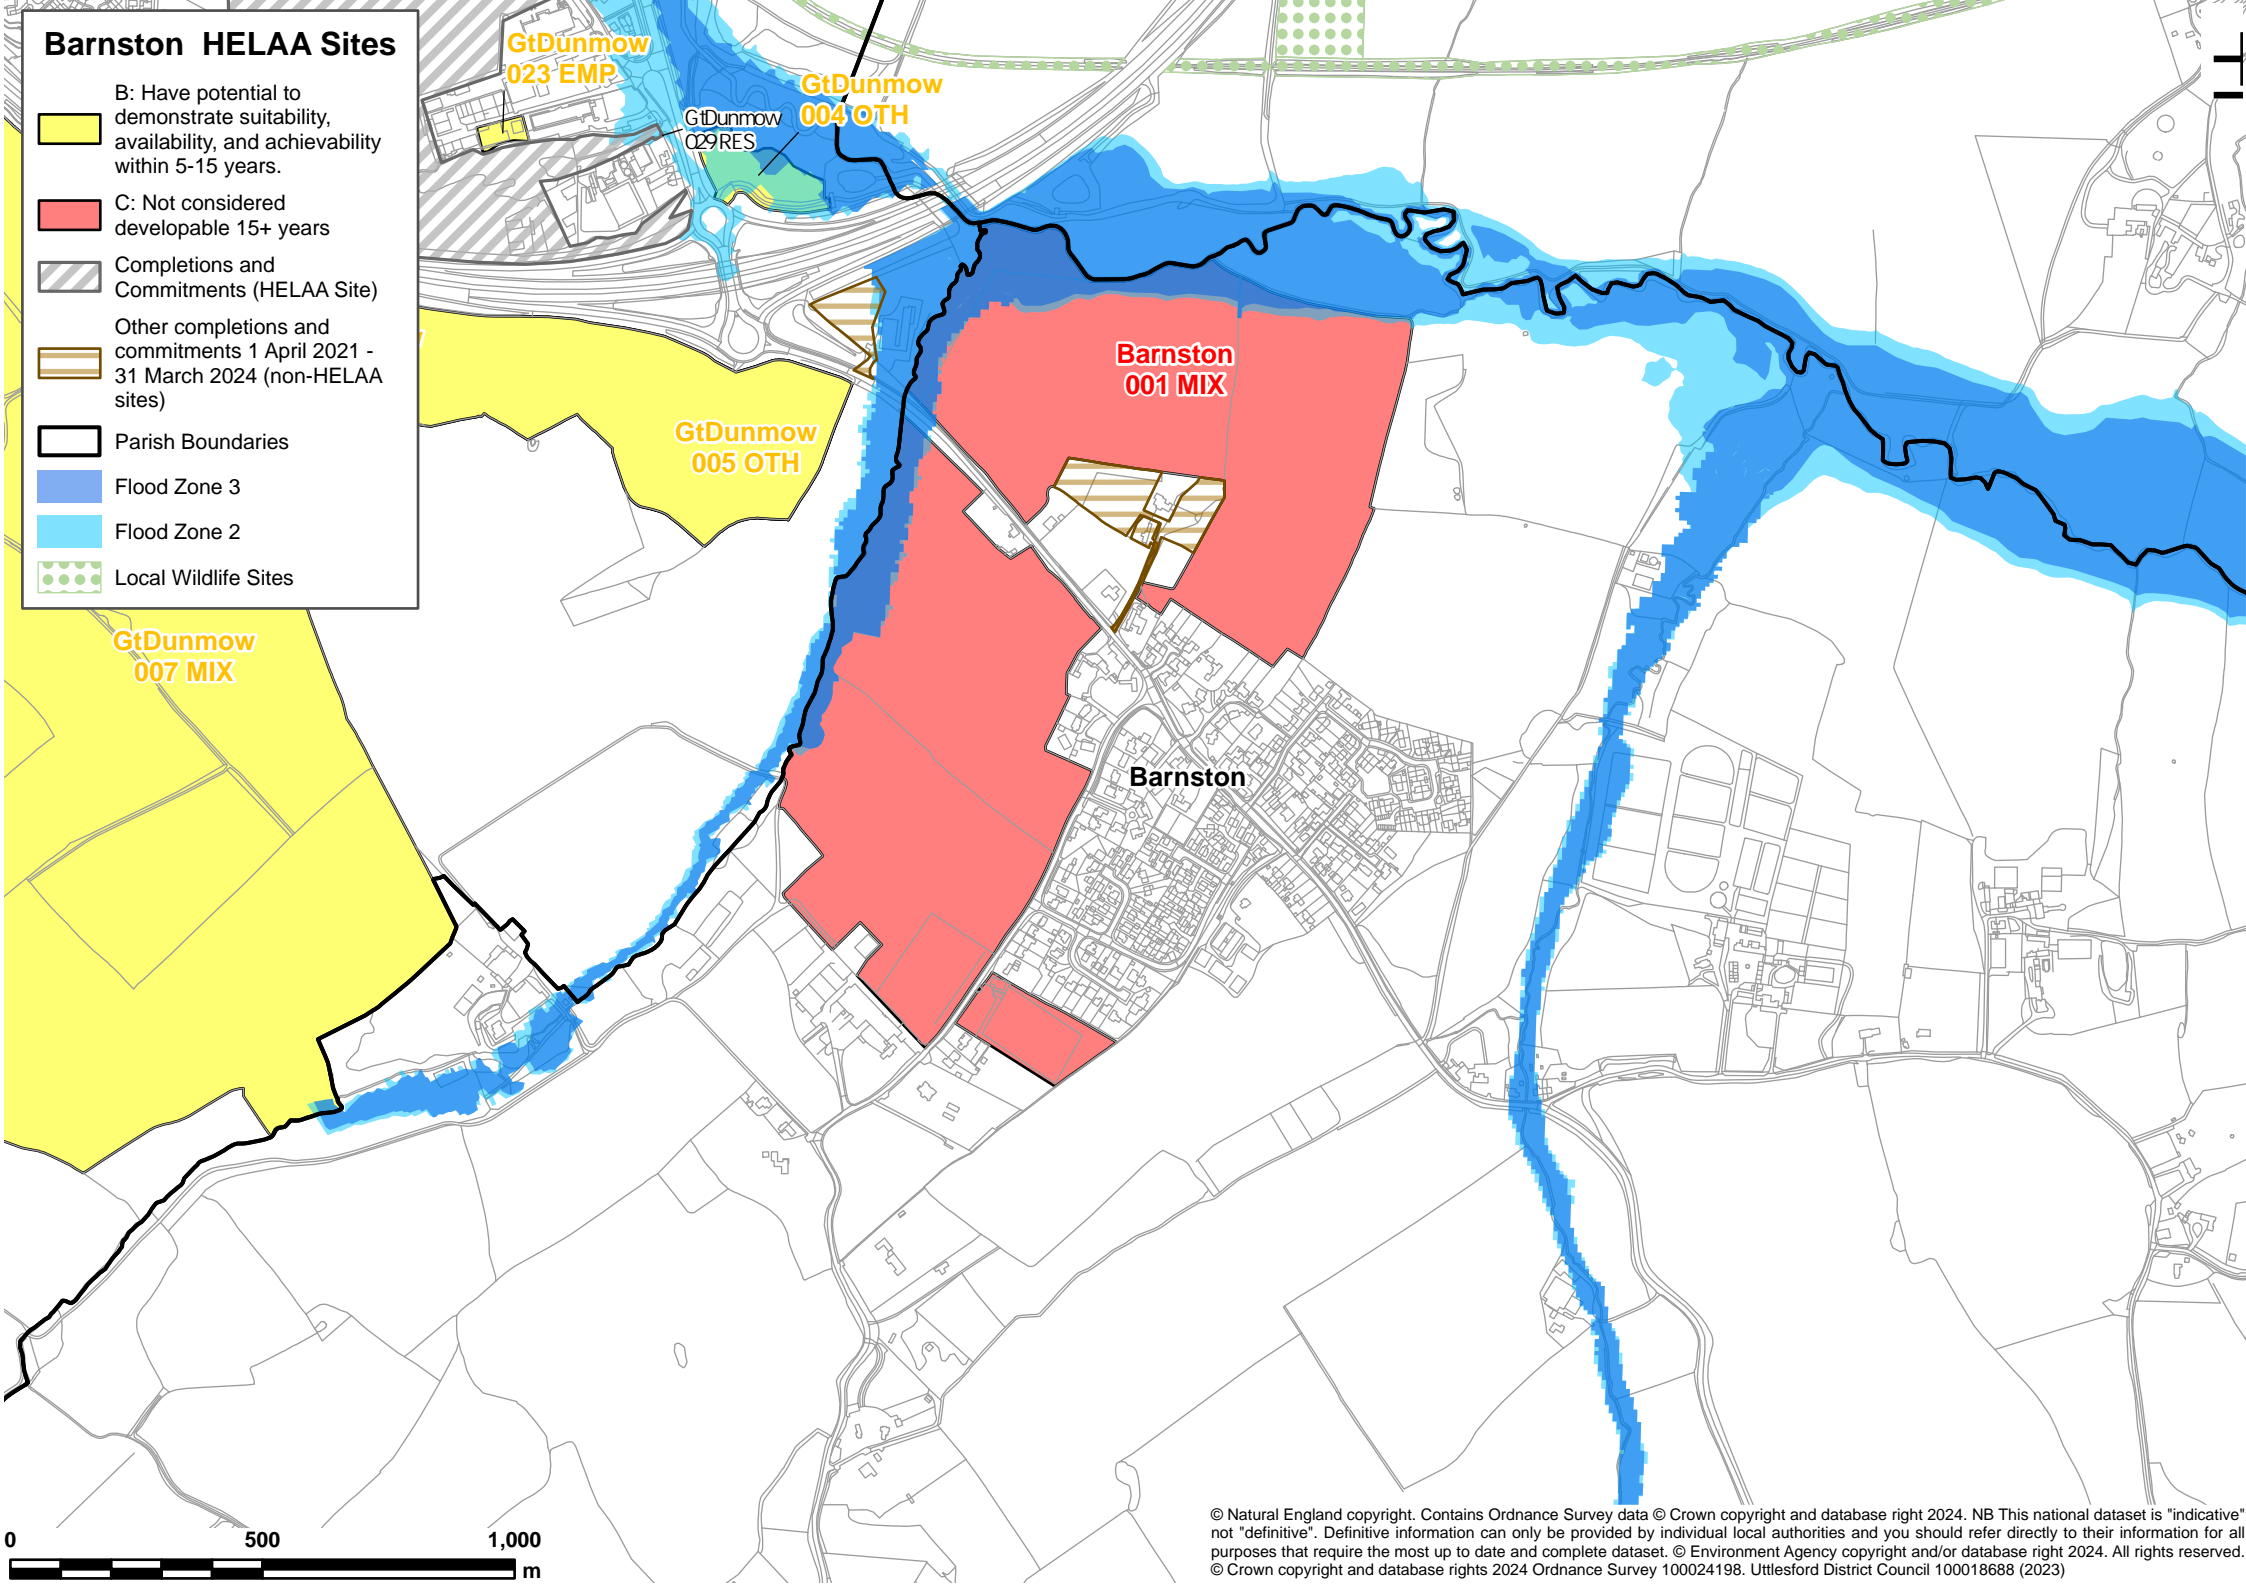 Barnston HELAA Sites
B: Have potential to
demonstrate suitability,
availability, and achievability
within 5-15 years.
C: Not considered
developable 15+ years
Completions and
Commitments (HELAA Site)
Other completions and
commitments 1 April 2021 -
31 March 2024 (non-HELAA
sites)
Parish Boundaries
Flood Zone 3
Flood Zone 2
Local Wildlife Sites
GtDunmow
023 EMP
GtDunmow
004 OTH
GtDunmow
029 RES
Barnston
001 MIX
GtDunmow
005 OTH
GtDunmow
007 MIX
Barnston
0 500 1,000
m
© Natural England copyright. Contains Ordnance Survey data © Crown copyright and database right 2024. NB This national dataset is "indicative"
not "definitive". Definitive information can only be provided by individual local authorities and you should refer directly to their information for all
purposes that require the most up to date and complete dataset. © Environment Agency copyright and/or database right 2024. All rights reserved.
© Crown copyright and database rights 2024 Ordnance Survey 100024198. Uttlesford District Council 100018688 (2023)